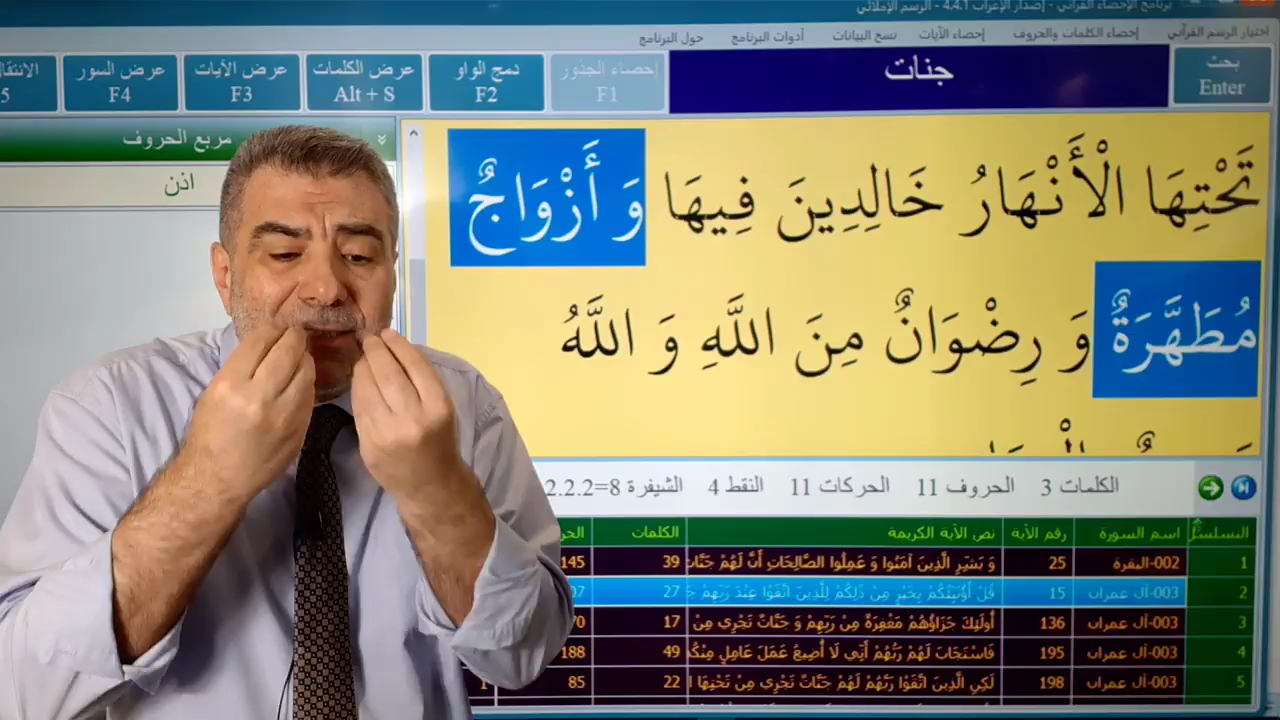 برنامج الإحصاء القرآني - إصدار الإعراب 4.4.1 - الرسم الإملائي
اختيار الرسم القرآني إحصاء الكلمات والحروف إحصاء الآيات نسخ البيانات أدوات البرنامج حول البرنامج
بحث Enter
جنات
إحصاء الجذور F1
دمج الواو F2
عرض الكلمات Alt + S
عرض الآيات F3
عرض السور F4
مربع الحروف
اذن
تَحْتِهَا الْأَنْهَارُ خَالِدِينَ فِيهَا وَ أَزْوَاجٌ
مُطَهَّرَةٌ وَ رِضْوَانٌ مِنَ اللَّهِ وَ اللَّهُ
الكلمات 3 الحروف 11 الحركات 11 النقط 4 الشيفرة 8=2.2.2
التسلسل اسم السورة رقم الآية نص الآية الكريمة الكلمات
1 002-البقرة 25 وَ بَشِّرِ الَّذِينَ آمَنُوا وَ عَمِلُوا الصَّالِحَاتِ أَنَّ لَهُمْ جَنَّاتٍ 39 145
2 003-آل عمران 15 قُلْ أَؤُنَبِّئُكُمْ بِخَيْرٍ مِنْ ذَلِكُمْ لِلَّذِينَ اتَّقَوْا عِنْدَ رَبِّهِمْ 27
3 003-آل عمران 136 أُولَئِكَ جَزَاؤُهُمْ مَغْفِرَةٌ مِنْ رَبِّهِمْ وَ جَنَّاتٌ تَجْرِي مِنْ 17
4 003-آل عمران 195 فَاسْتَجَابَ لَهُمْ رَبُّهُمْ أَنِّي لَا أُضِيعُ عَمَلَ عَامِلٍ 49 188
5 003-آل عمران 198 لَكِنِ الَّذِينَ اتَّقَوْا رَبَّهُمْ لَهُمْ جَنَّاتٌ تَجْرِي مِنْ تَحْتِهَا 22 85 1